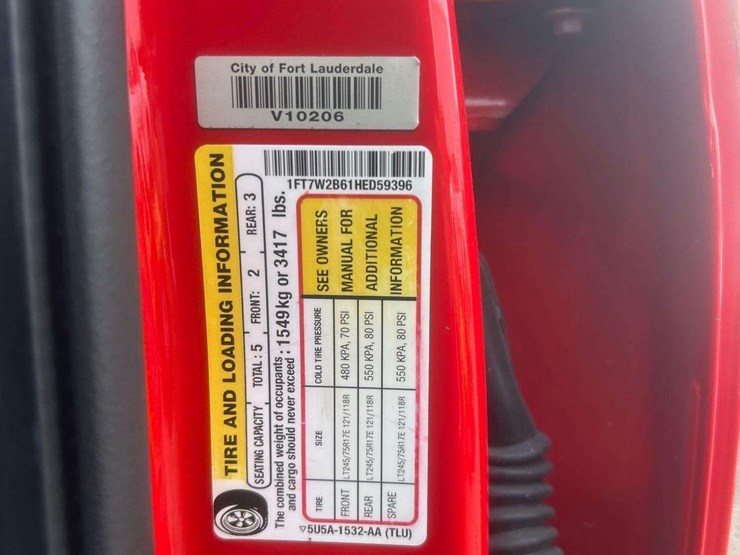 City of Fort Lauderdale
V10206
1FT7W2B61HED59396
TIRE AND LOADING INFORMATION
SEATING CAPACITY TOTAL: 5 FRONT: 2 REAR: 3
The combined weight of occupants
and cargo should never exceed : 1549kg or 3417 lbs.
TIRE SIZE COLD TIRE PRESSURE
FRONT LT245/75R17E 121/118R 480 KPA, 70 PSI
REAR LT245/75R17E 121/118R 550 KPA, 80 PSI
SPARE LT245/75R17E 121/118R 550 KPA, 80 PSI
SEE OWNERS
MANUAL FOR
ADDITIONAL
INFORMATION
5U5A-1532-AA (TLU)